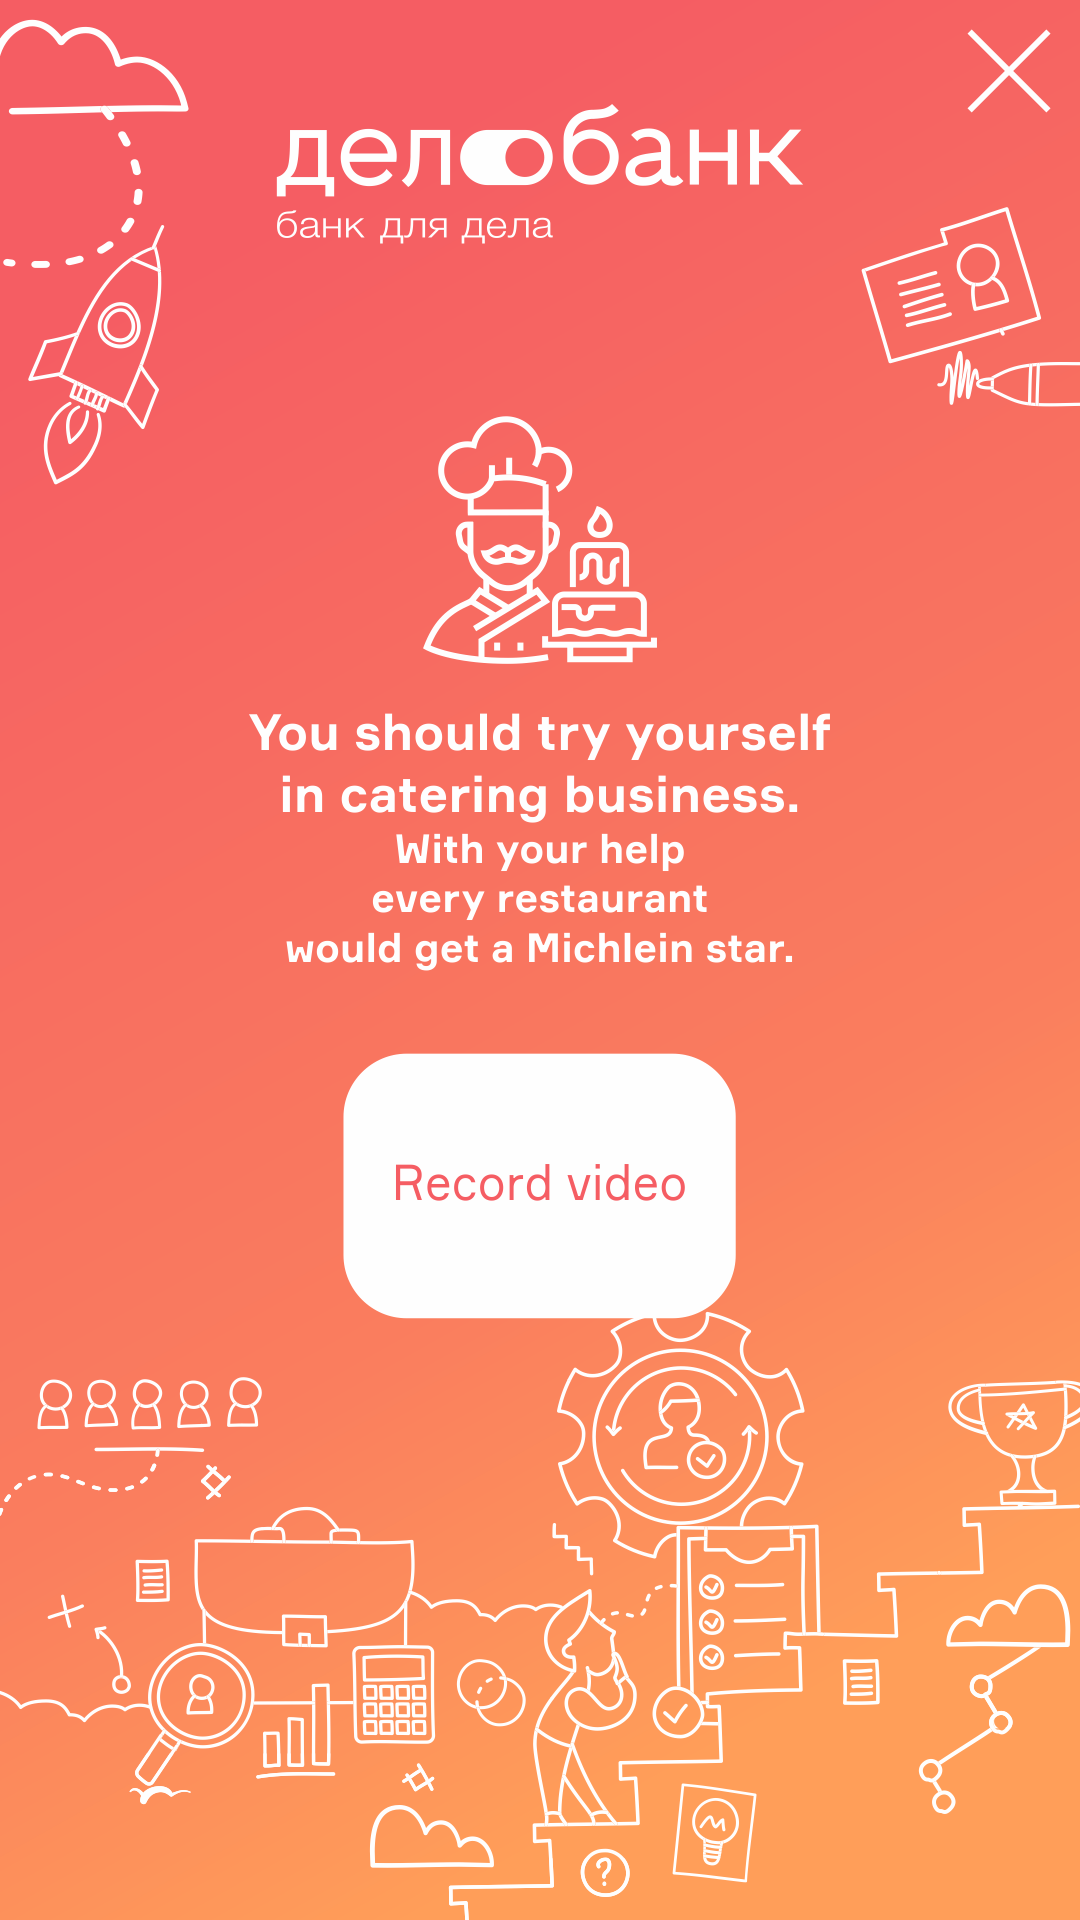 делобанк
банк для дела
You should try yourself
in catering business.
With your help
every restaurant
would get a Michlein star.
Record video
?